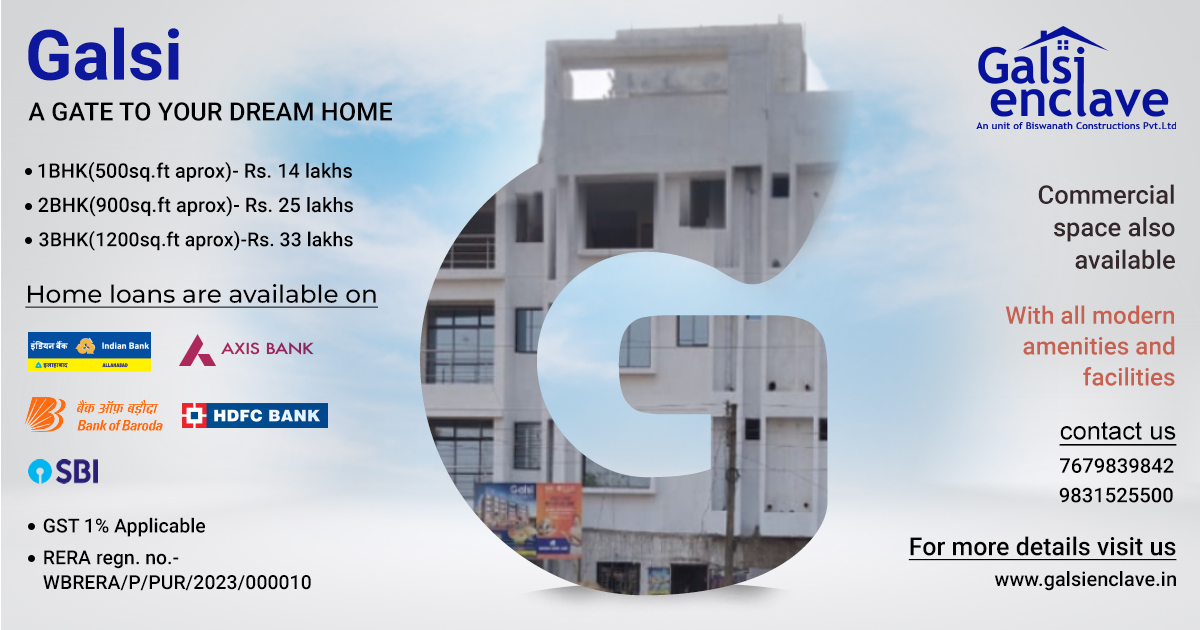 Galsi
A GATE TO YOUR DREAM HOME
• 1BHK(500sq.ft aprox)- Rs. 14 lakhs
• 2BHK(900sq.ft aprox)- Rs. 25 lakhs
• 3BHK(1200sq.ft aprox)-Rs. 33 lakhs
Home loans are available on
इंडियन बैंक Indian Bank
इलाहाबाद ALLAHABAD
AXIS BANK
बैंक ऑफ़ बड़ौदा
Bank of Baroda
HDFC BANK
SBI
• GST 1% Applicable
• RERA regn. no.-
WBRERA/P/PUR/2023/000010
Galsi
Galsi
enclave
An unit of Biswanath Constructions Pvt.Ltd
Commercial
space also
available
With all modern
amenities and
facilities
contact us
7679839842
9831525500
For more details visit us
www.galsienclave.in